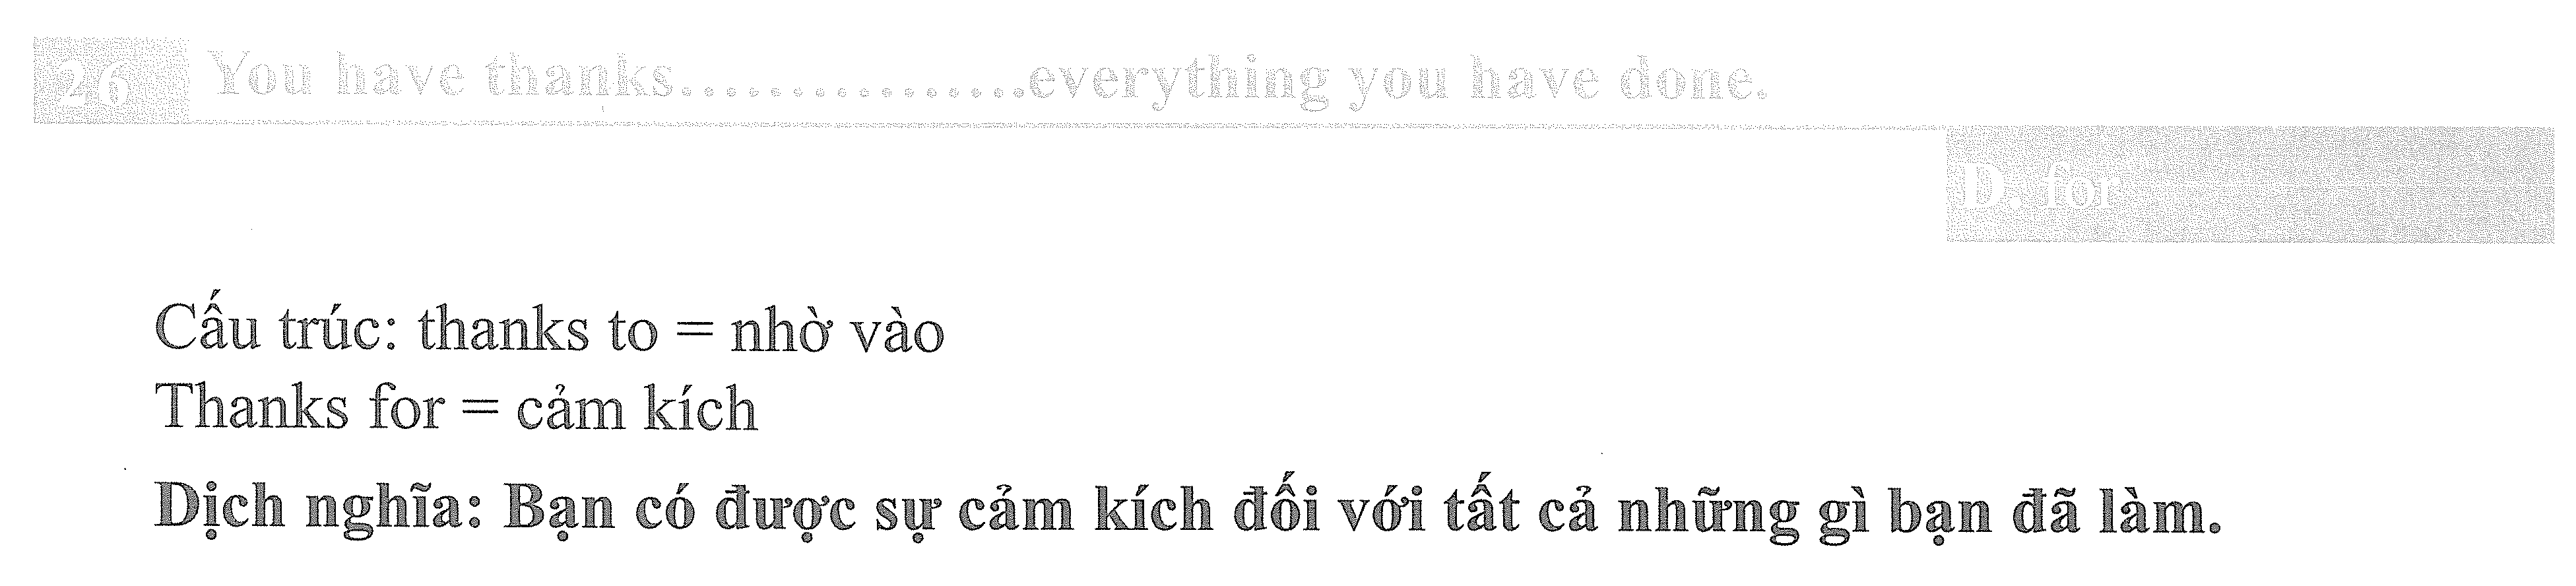 26 You have thanks................everything you have done.
D. for
Cấu trúc: thanks to = nhờ vào
Thanks for = cảm kích
Dịch nghĩa: Bạn có được sự cảm kích đối với tất cả những gì bạn đã làm.